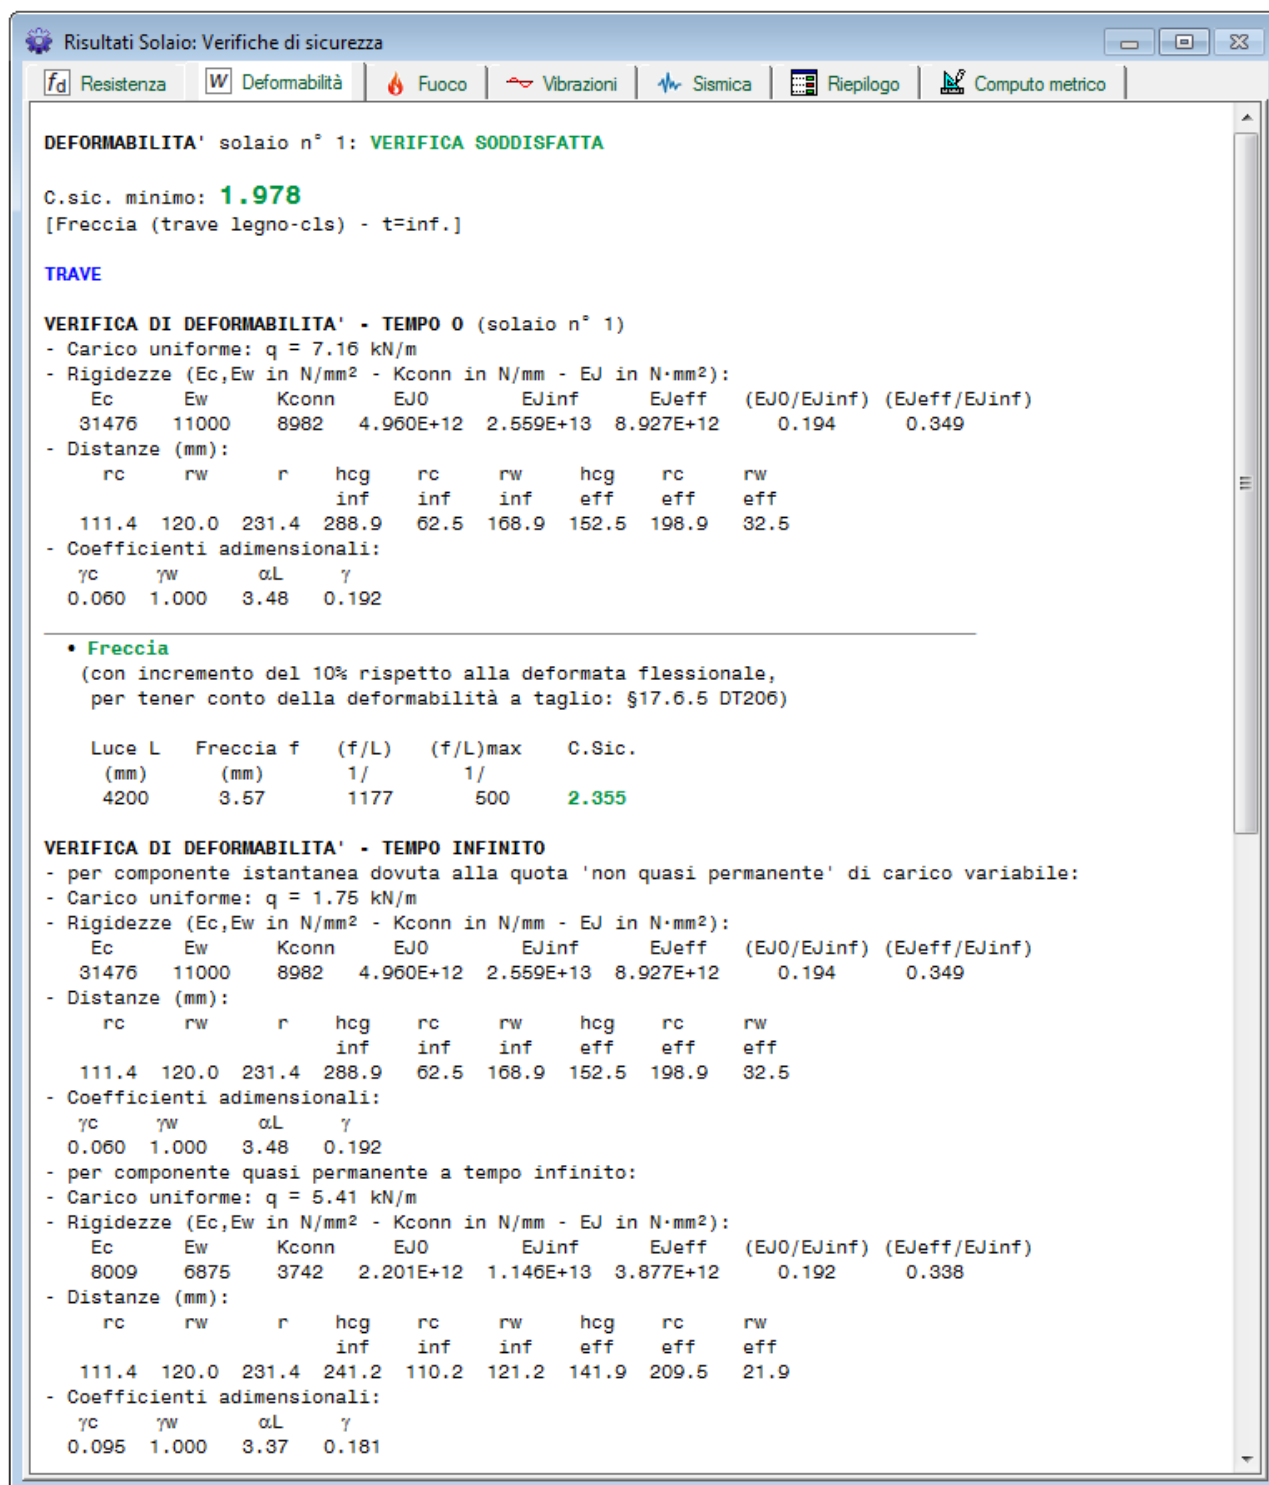 Risultati Solaio: Verifiche di sicurezza
fd Resistenza W Deformabilità Fuoco Vibrazioni Sismica Riepilogo Computo metrico
DEFORMABILITA' solaio n° 1: VERIFICA SODDISFATTA
C.sic. minimo: 1.978
[Freccia (trave legno-cls) - t=inf.]
TRAVE
VERIFICA DI DEFORMABILITA' - TEMPO 0 (solaio n° 1)
- Carico uniforme: q = 7.16 kN/m
- Rigidezze (Ec,Ew in N/mm² - Kconn in N/mm - EJ in N·mm²):
Ec Ew Kconn EJ0 EJinf EJeff (EJ0/EJinf) (EJeff/EJinf)
31476 11000 8982 4.960E+12 2.559E+13 8.927E+12 0.194 0.349
- Distanze (mm):
rc rw r hcg rc rw hcg rc rw
inf inf inf eff eff eff
111.4 120.0 231.4 288.9 62.5 168.9 152.5 198.9 32.5
- Coefficienti adimensionali:
γc γw αL γ
0.060 1.000 3.48 0.192
• Freccia
(con incremento del 10% rispetto alla deformata flessionale,
per tener conto della deformabilità a taglio: §17.6.5 DT206)
Luce L Freccia f (f/L) (f/L)max C.Sic.
(mm) (mm) 1/ 1/
4200 3.57 1177 500 2.355
VERIFICA DI DEFORMABILITA' - TEMPO INFINITO
- per componente istantanea dovuta alla quota 'non quasi permanente' di carico variabile:
- Carico uniforme: q = 1.75 kN/m
- Rigidezze (Ec,Ew in N/mm² - Kconn in N/mm - EJ in N·mm²):
Ec Ew Kconn EJ0 EJinf EJeff (EJ0/EJinf) (EJeff/EJinf)
31476 11000 8982 4.960E+12 2.559E+13 8.927E+12 0.194 0.349
- Distanze (mm):
rc rw r hcg rc rw hcg rc rw
inf inf inf eff eff eff
111.4 120.0 231.4 288.9 62.5 168.9 152.5 198.9 32.5
- Coefficienti adimensionali:
γc γw αL γ
0.060 1.000 3.48 0.192
- per componente quasi permanente a tempo infinito:
- Carico uniforme: q = 5.41 kN/m
- Rigidezze (Ec,Ew in N/mm² - Kconn in N/mm - EJ in N·mm²):
Ec Ew Kconn EJ0 EJinf EJeff (EJ0/EJinf) (EJeff/EJinf)
8009 6875 3742 2.201E+12 1.146E+13 3.877E+12 0.192 0.338
- Distanze (mm):
rc rw r hcg rc rw hcg rc rw
inf inf inf eff eff eff
111.4 120.0 231.4 241.2 110.2 121.2 141.9 209.5 21.9
- Coefficienti adimensionali:
γc γw αL γ
0.095 1.000 3.37 0.181